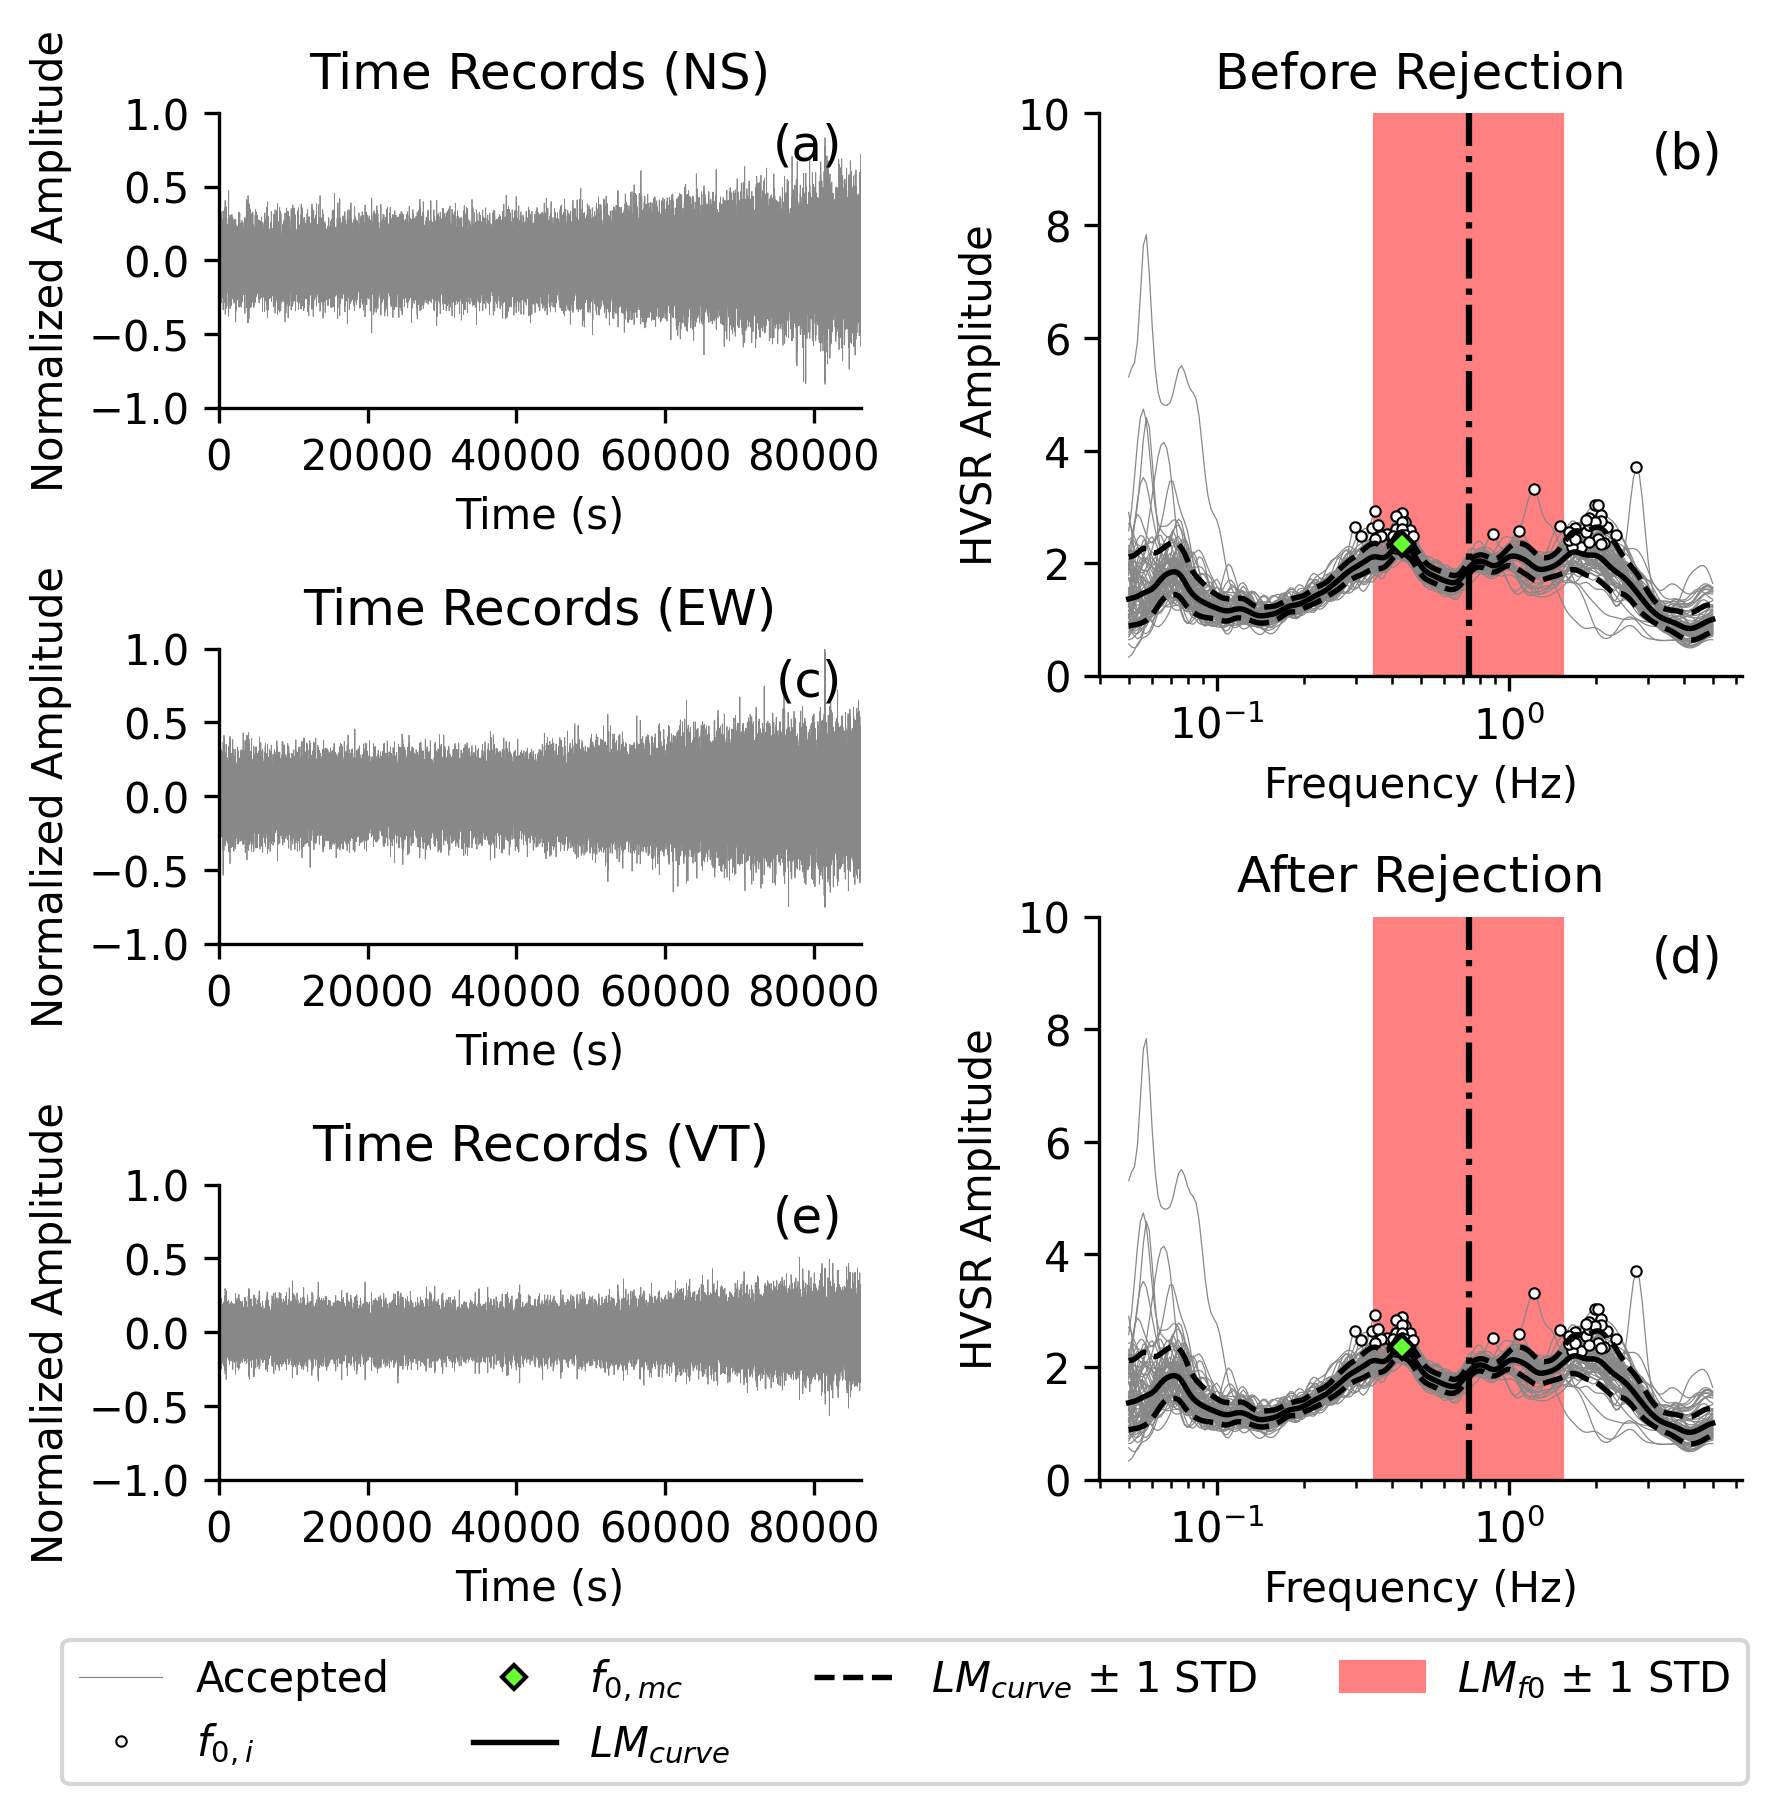 Time Records (NS)
(a)
Normalized Amplitude
1.0
0.5
0.0
−0.5
−1.0
0 20000 40000 60000 80000
Time (s)
Before Rejection
(b)
HVSR Amplitude
10
8
6
4
2
0
10⁻¹ 10⁰
Frequency (Hz)
Time Records (EW)
(c)
Normalized Amplitude
1.0
0.5
0.0
−0.5
−1.0
0 20000 40000 60000 80000
Time (s)
After Rejection
(d)
HVSR Amplitude
10
8
6
4
2
0
10⁻¹ 10⁰
Frequency (Hz)
Time Records (VT)
(e)
Normalized Amplitude
1.0
0.5
0.0
−0.5
−1.0
0 20000 40000 60000 80000
Time (s)
Accepted
f0,i
f0,mc
LMcurve
LMcurve ± 1 STD
LMf0 ± 1 STD